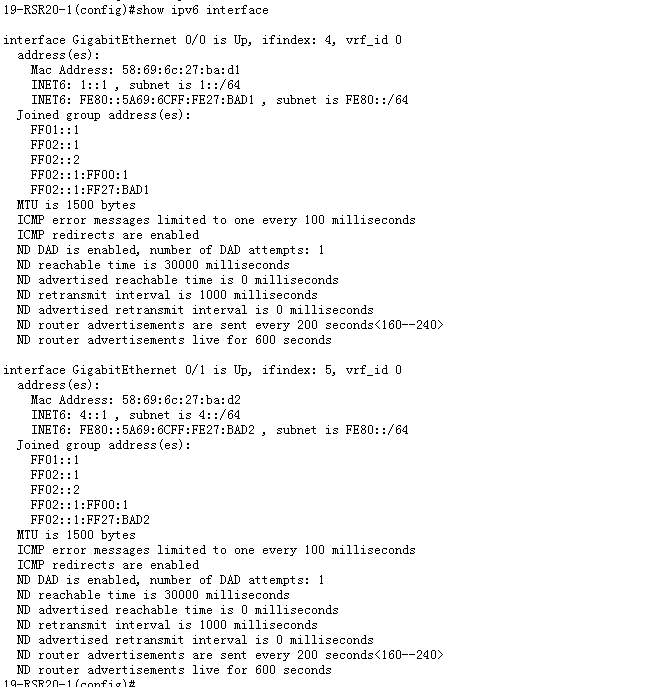 19-RSR20-1(config)#show ipv6 interface
interface GigabitEthernet 0/0 is Up, ifindex: 4, vrf_id 0
address(es):
Mac Address: 58:69:6c:27:ba:d1
INET6: 1::1 , subnet is 1::/64
INET6: FE80::5A69:6CFF:FE27:BAD1 , subnet is FE80::/64
Joined group address(es):
FF01::1
FF02::1
FF02::2
FF02::1:FF00:1
FF02::1:FF27:BAD1
MTU is 1500 bytes
ICMP error messages limited to one every 100 milliseconds
ICMP redirects are enabled
ND DAD is enabled, number of DAD attempts: 1
ND reachable time is 30000 milliseconds
ND advertised reachable time is 0 milliseconds
ND retransmit interval is 1000 milliseconds
ND advertised retransmit interval is 0 milliseconds
ND router advertisements are sent every 200 seconds<160--240>
ND router advertisements live for 600 seconds
interface GigabitEthernet 0/1 is Up, ifindex: 5, vrf_id 0
address(es):
Mac Address: 58:69:6c:27:ba:d2
INET6: 4::1 , subnet is 4::/64
INET6: FE80::5A69:6CFF:FE27:BAD2 , subnet is FE80::/64
Joined group address(es):
FF01::1
FF02::1
FF02::2
FF02::1:FF00:1
FF02::1:FF27:BAD2
MTU is 1500 bytes
ICMP error messages limited to one every 100 milliseconds
ICMP redirects are enabled
ND DAD is enabled, number of DAD attempts: 1
ND reachable time is 30000 milliseconds
ND advertised reachable time is 0 milliseconds
ND retransmit interval is 1000 milliseconds
ND advertised retransmit interval is 0 milliseconds
ND router advertisements are sent every 200 seconds<160--240>
ND router advertisements live for 600 seconds
19-RSR20-1(config)#